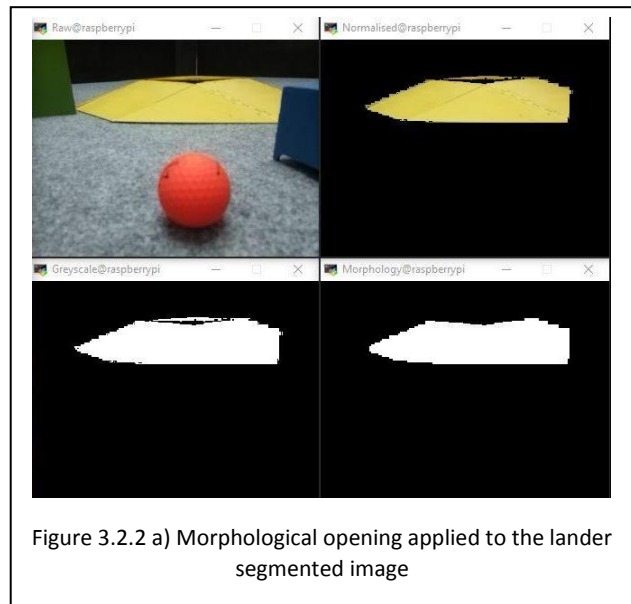 Raw@raspberrypi
Normalised@raspberrypi
Greyscale@raspberrypi
Morphology@raspberrypi
Figure 3.2.2 a) Morphological opening applied to the lander
segmented image